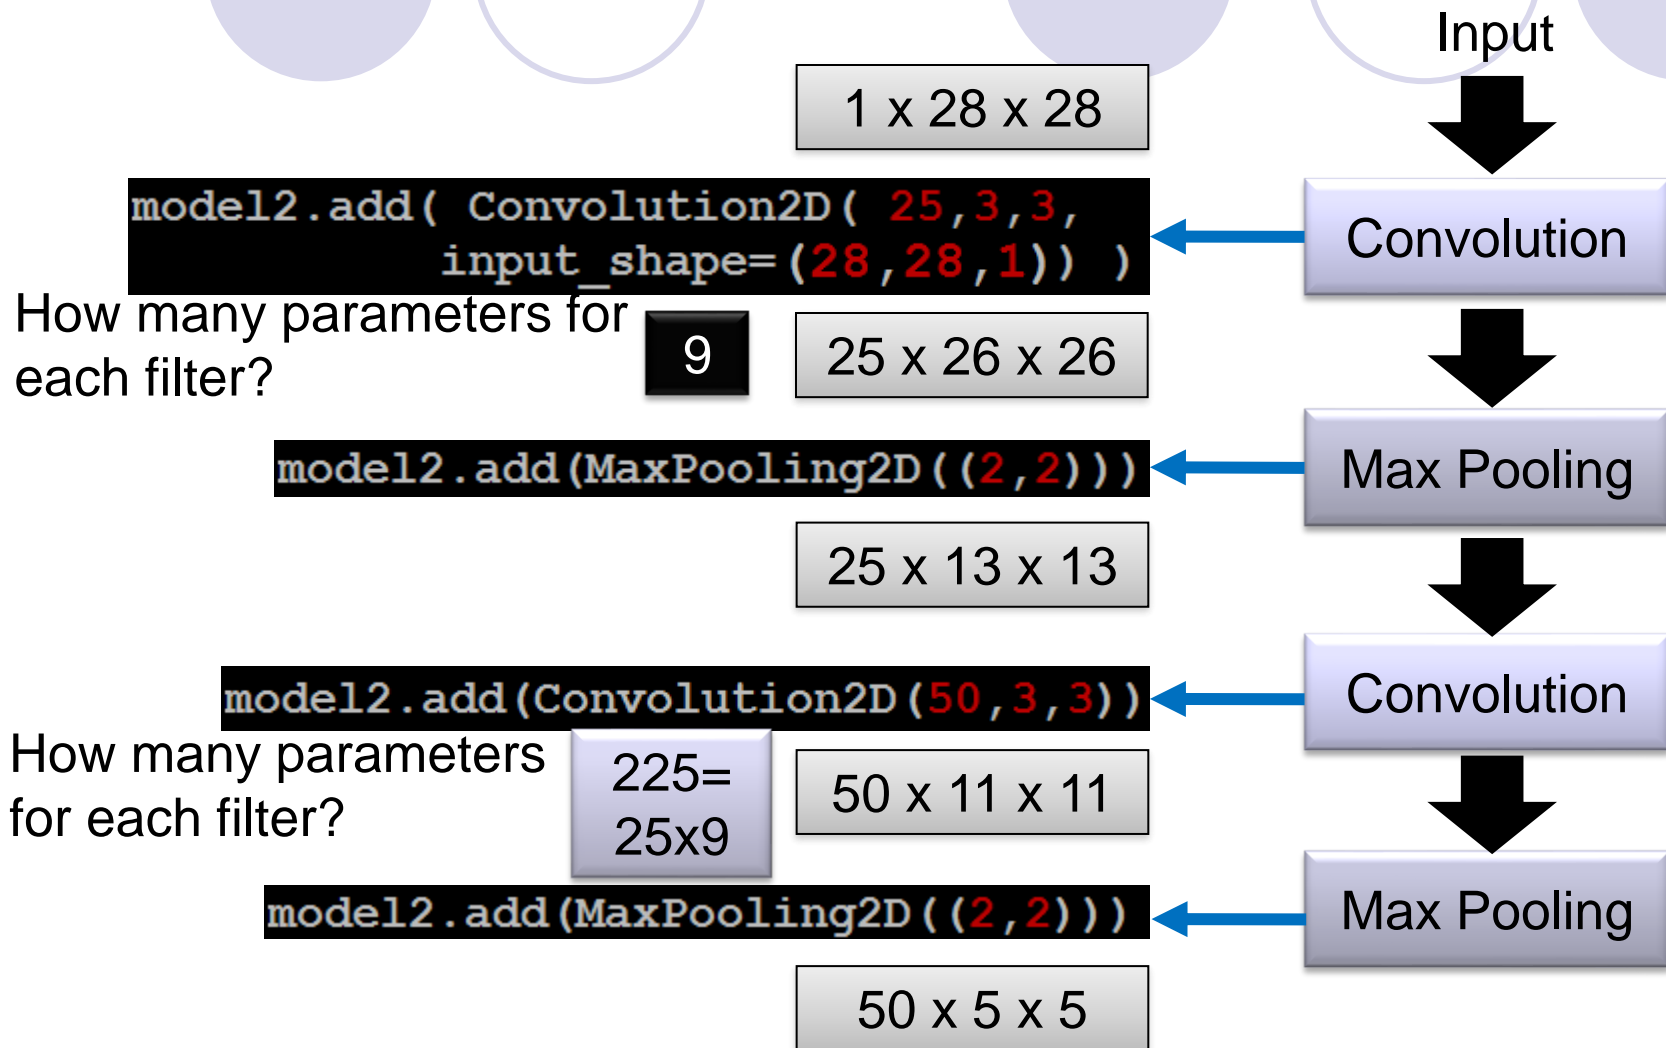 Input
1 x 28 x 28
model2.add( Convolution2D( 25,3,3,
input_shape=(28,28,1)) )
Convolution
How many parameters for
each filter?
9
25 x 26 x 26
model2.add(MaxPooling2D((2,2)))
Max Pooling
25 x 13 x 13
model2.add(Convolution2D(50,3,3))
Convolution
How many parameters
for each filter?
225=
25x9
50 x 11 x 11
model2.add(MaxPooling2D((2,2)))
Max Pooling
50 x 5 x 5